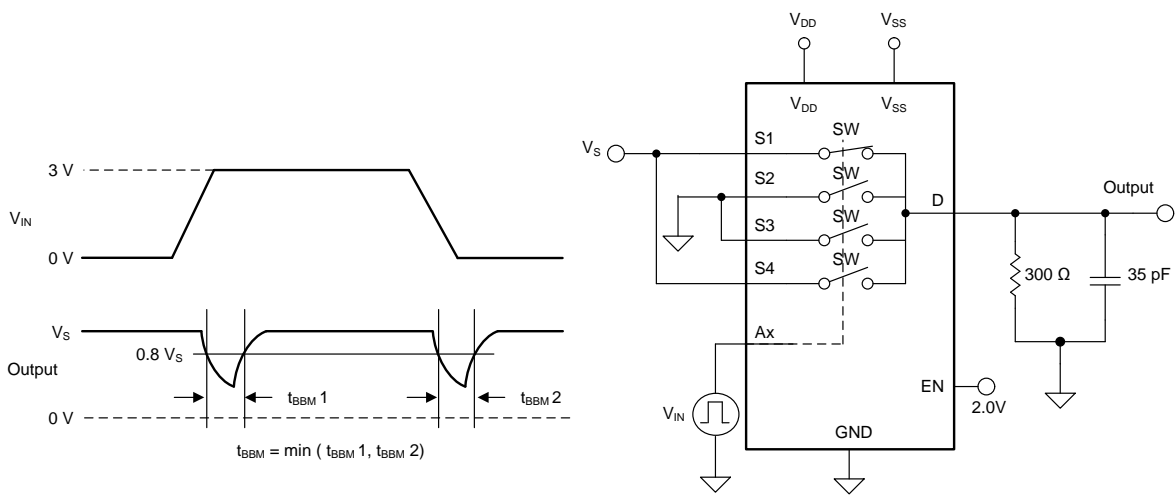 3 V
V_IN
0 V
V_S
0.8 V_S
Output
t_BBM 1
t_BBM 2
0 V
t_BBM = min ( t_BBM 1, t_BBM 2)
V_DD
V_SS
V_DD
V_SS
V_S
S1
SW
S2
SW
S3
SW
S4
SW
D
Output
300 Ω
35 pF
Ax
EN
2.0V
V_IN
GND